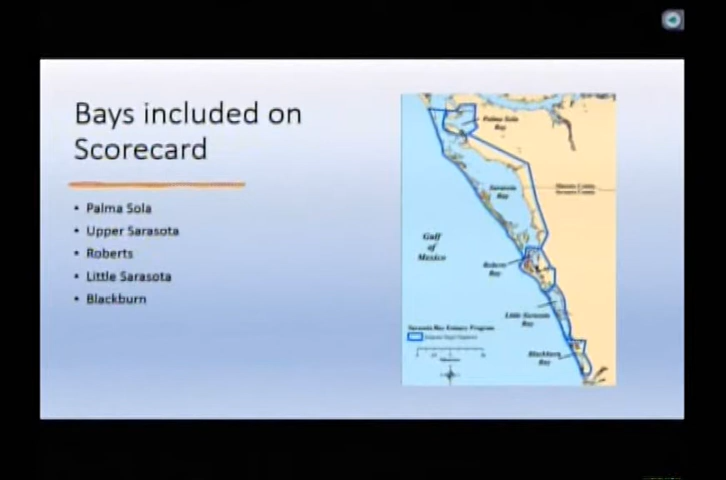 Bays included on
Scorecard
• Palma Sola
• Upper Sarasota
• Roberts
• Little Sarasota
• Blackburn
Palma Sola
Bay
Sarasota
Bay
Gulf
of
Mexico
Roberts
Bay
Little Sarasota
Bay
Sarasota Bay Estuary Program
Blackburn
Bay